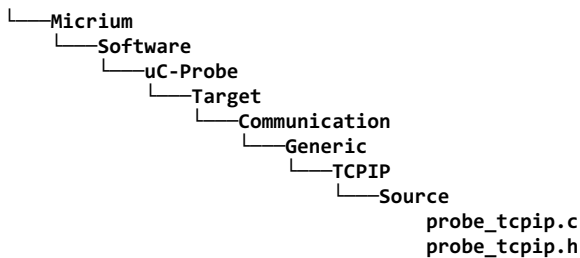 └───Micrium
└───Software
└───uC-Probe
└───Target
└───Communication
└───Generic
└───TCPIP
└───Source
probe_tcpip.c
probe_tcpip.h